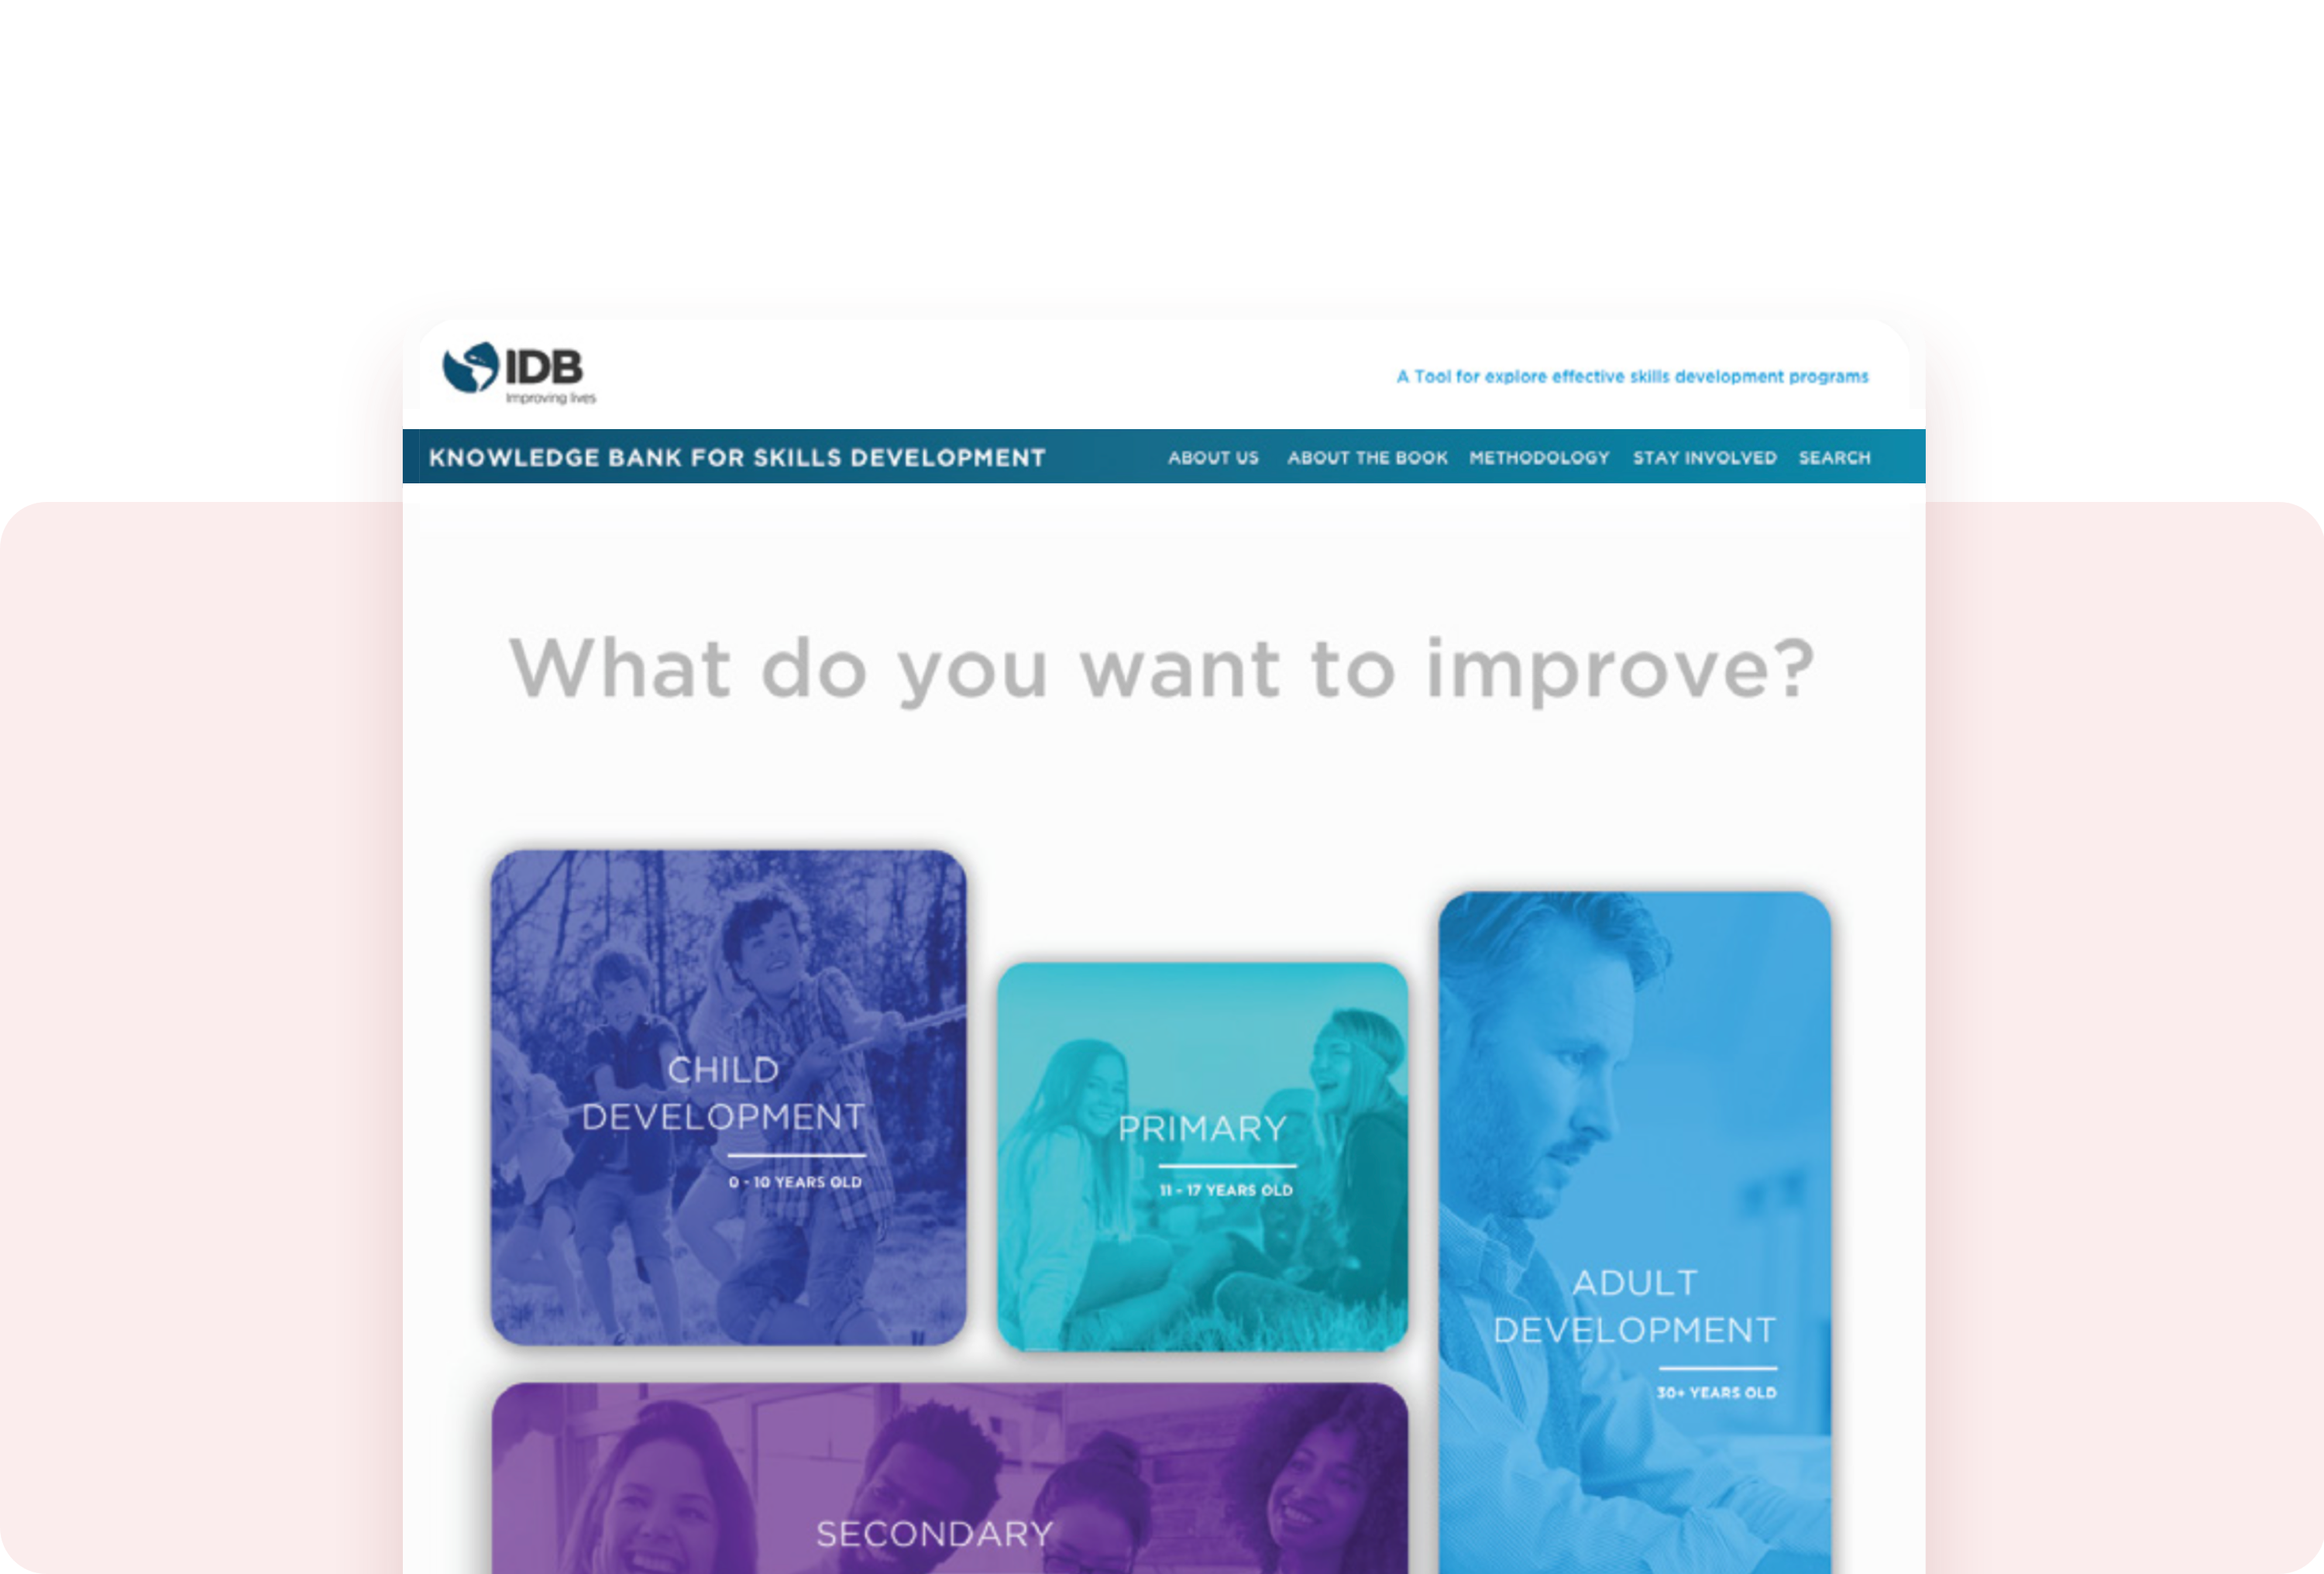 IDB
Improving lives
A Tool for explore effective skills development programs
KNOWLEDGE BANK FOR SKILLS DEVELOPMENT
ABOUT US ABOUT THE BOOK METHODOLOGY STAY INVOLVED SEARCH
What do you want to improve?
CHILD
DEVELOPMENT
0 - 10 YEARS OLD
PRIMARY
11 - 17 YEARS OLD
ADULT
DEVELOPMENT
30+ YEARS OLD
SECONDARY